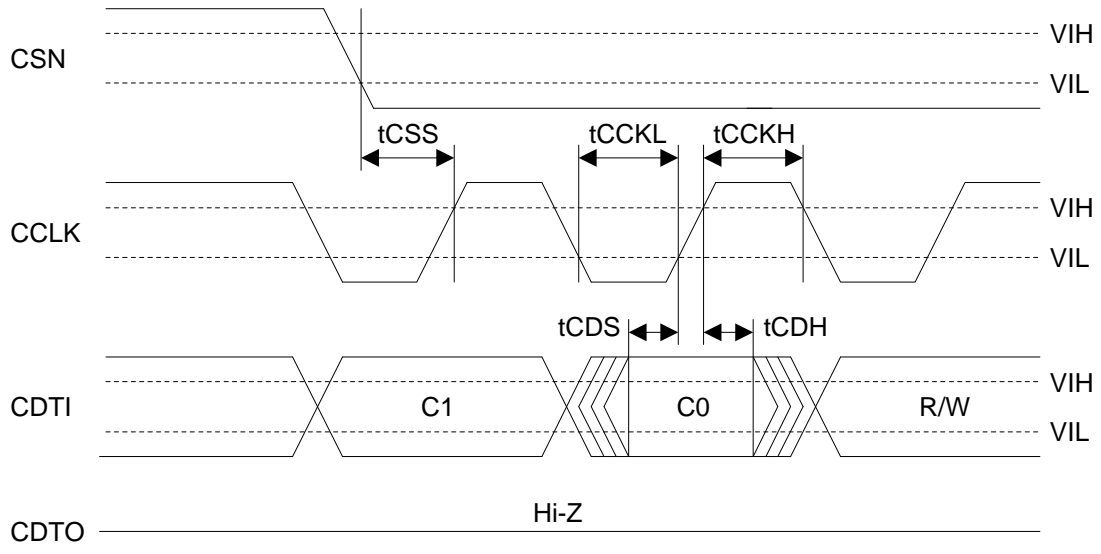 VIH
CSN
VIL
tCSS tCCKL tCCKH
VIH
CCLK
VIL
tCDS tCDH
VIH
CDTI C1 C0 R/W
VIL
Hi-Z
CDTO